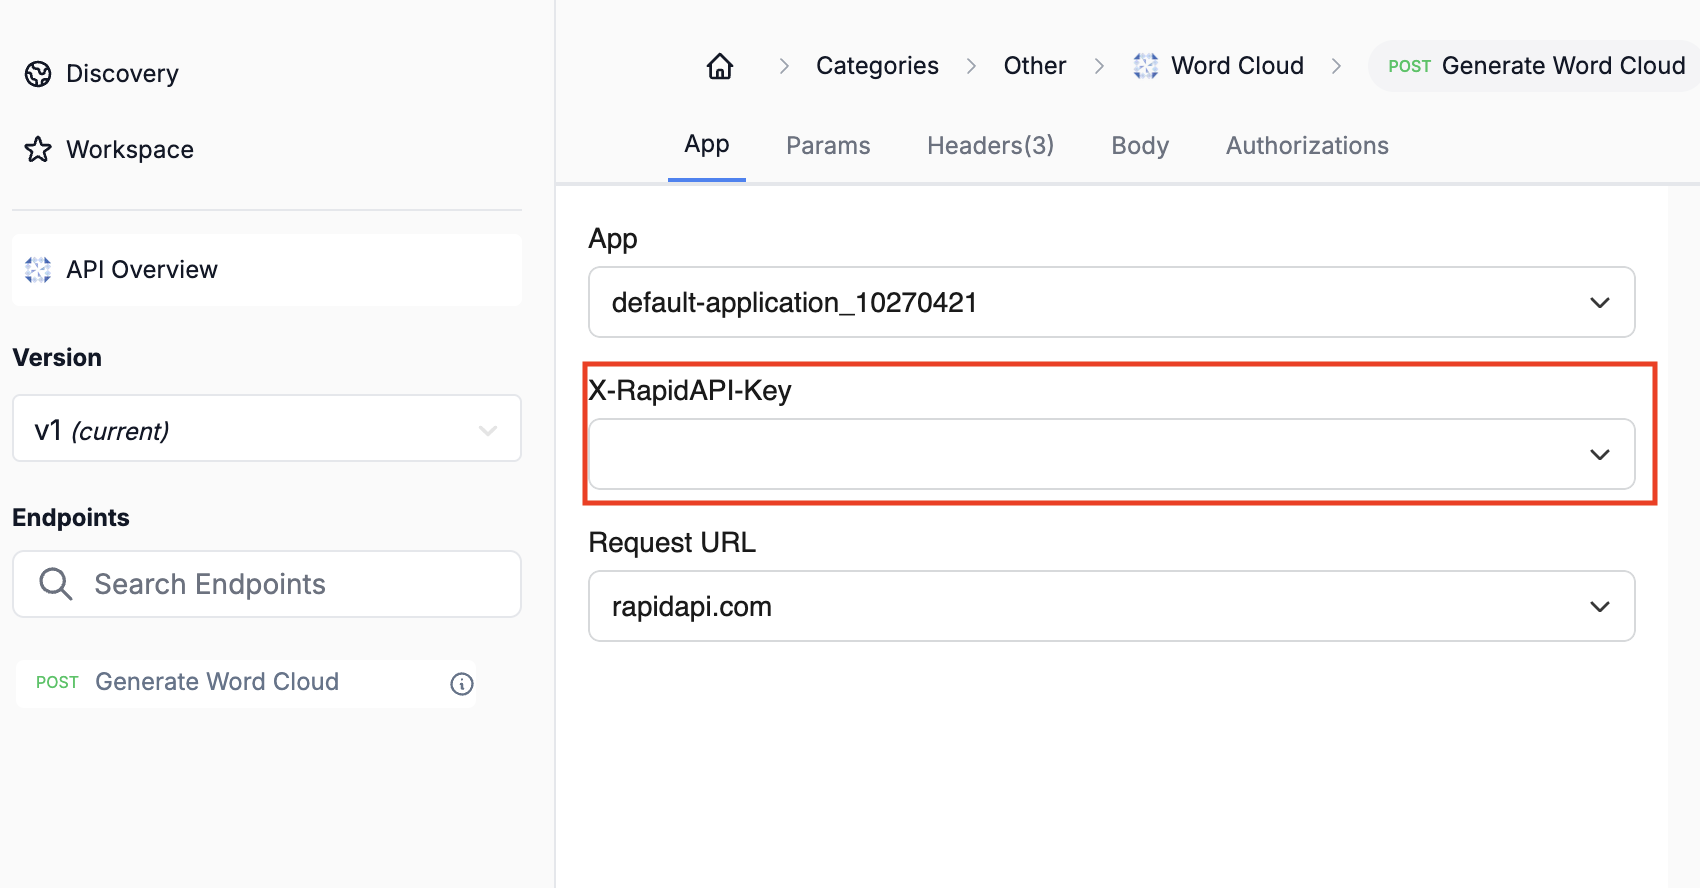 Discovery
Workspace
API Overview
Version
v1 (current)
Endpoints
Search Endpoints
POST Generate Word Cloud
Categories Other Word Cloud POST Generate Word Cloud
App Params Headers(3) Body Authorizations
App
default-application_10270421
X-RapidAPI-Key
Request URL
rapidapi.com